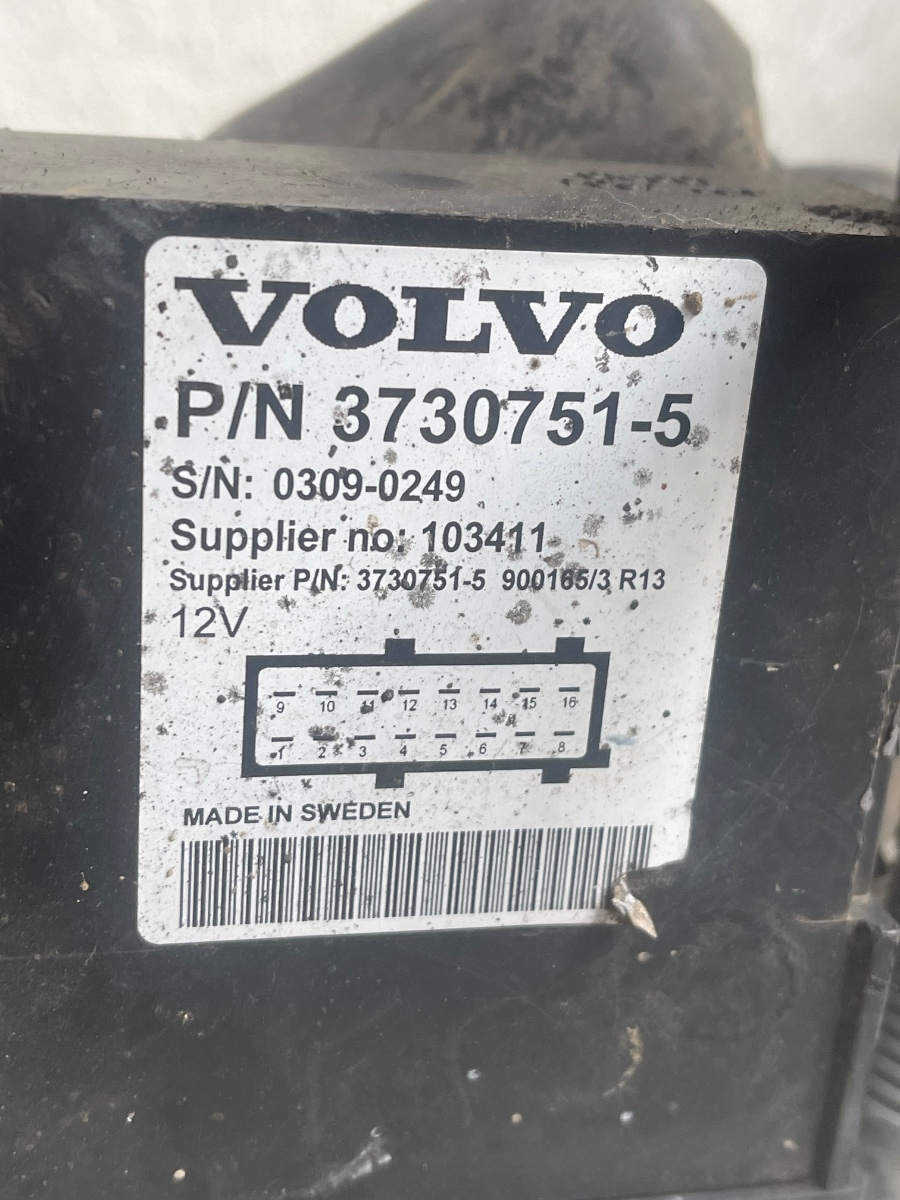 VOLVO
P/N 3730751-5
S/N: 0309-0249
Supplier no: 103411
Supplier P/N: 3730751-5 900165/3 R13
12V
9 10 11 12 13 14 15 16
1 2 3 4 5 6 7 8
MADE IN SWEDEN